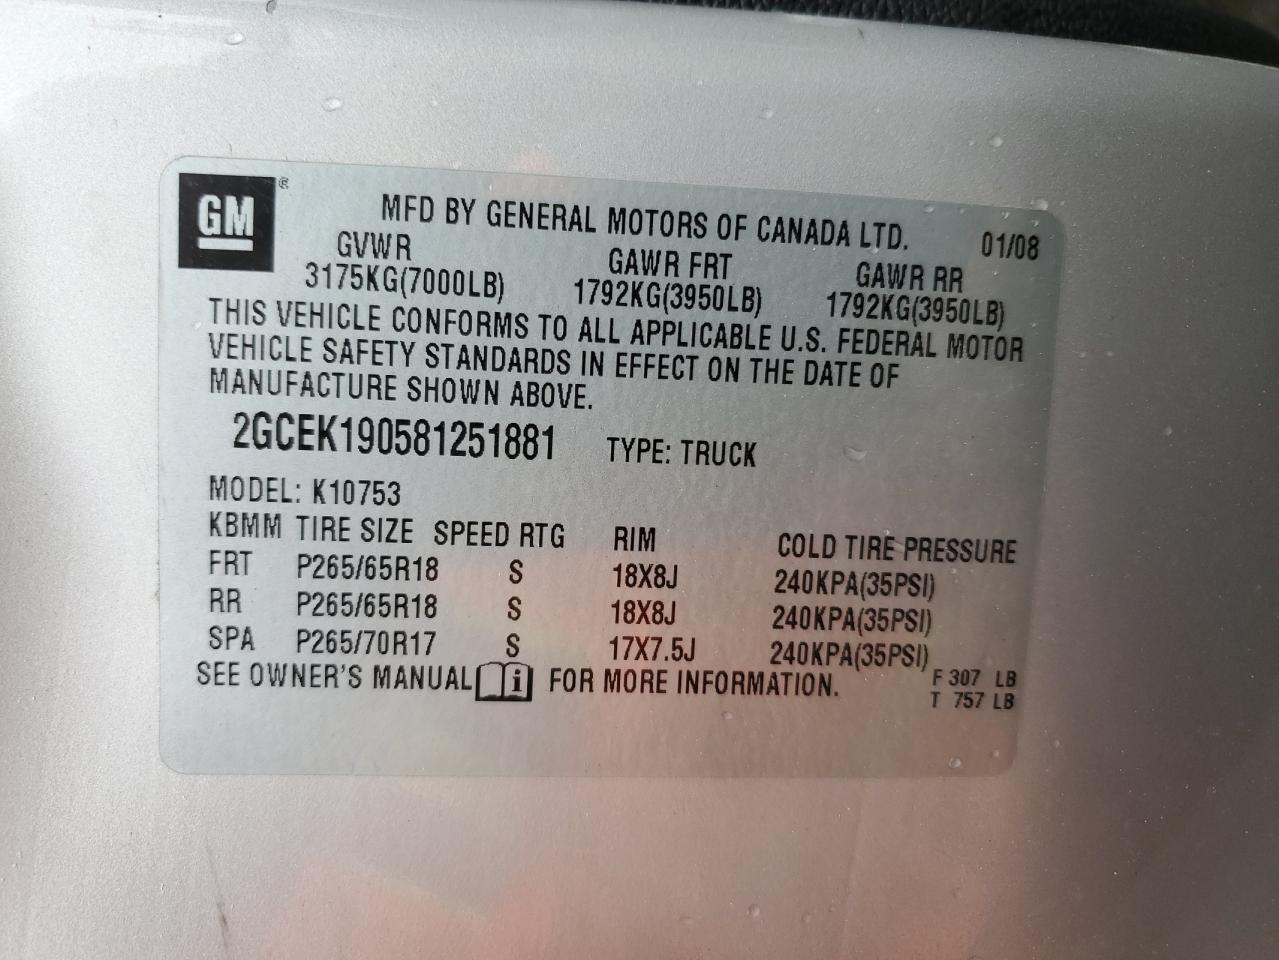 GM ®
MFD BY GENERAL MOTORS OF CANADA LTD. 01/08
GVWR GAWR FRT GAWR RR
3175KG(7000LB) 1792KG(3950LB) 1792KG(3950LB)
THIS VEHICLE CONFORMS TO ALL APPLICABLE U.S. FEDERAL MOTOR
VEHICLE SAFETY STANDARDS IN EFFECT ON THE DATE OF
MANUFACTURE SHOWN ABOVE.
2GCEK190581251881 TYPE: TRUCK
MODEL: K10753
KBMM TIRE SIZE SPEED RTG RIM COLD TIRE PRESSURE
FRT P265/65R18 S 18X8J 240KPA(35PSI)
RR P265/65R18 S 18X8J 240KPA(35PSI)
SPA P265/70R17 S 17X7.5J 240KPA(35PSI)
SEE OWNER'S MANUAL i FOR MORE INFORMATION. F 307 LB
T 757 LB